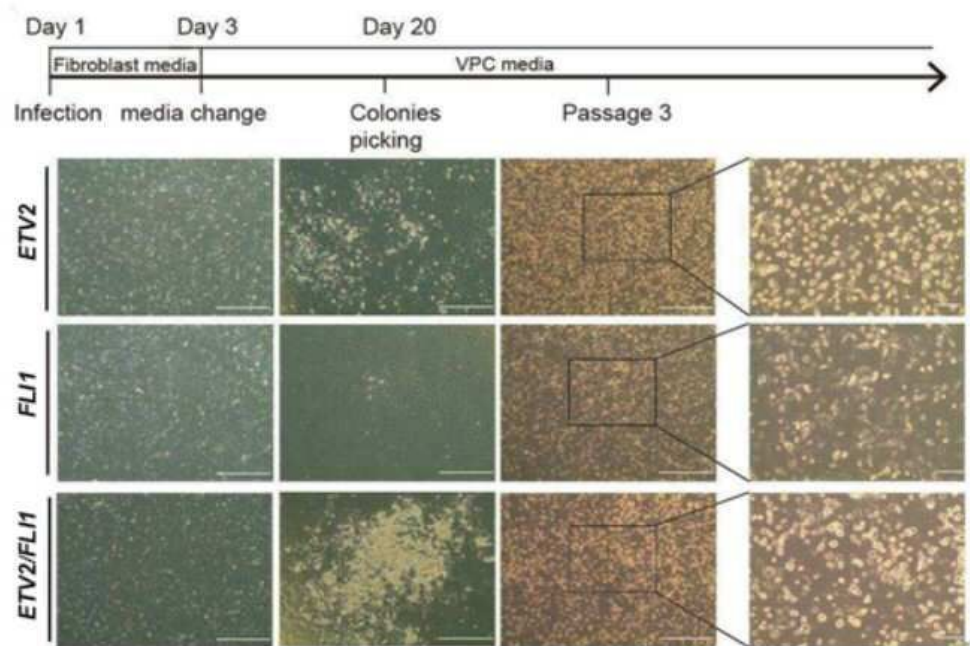 Day 1 Day 3 Day 20
Fibroblast media VPC media
Infection media change Colonies picking Passage 3
ETV2
FLI1
ETV2/FLI1